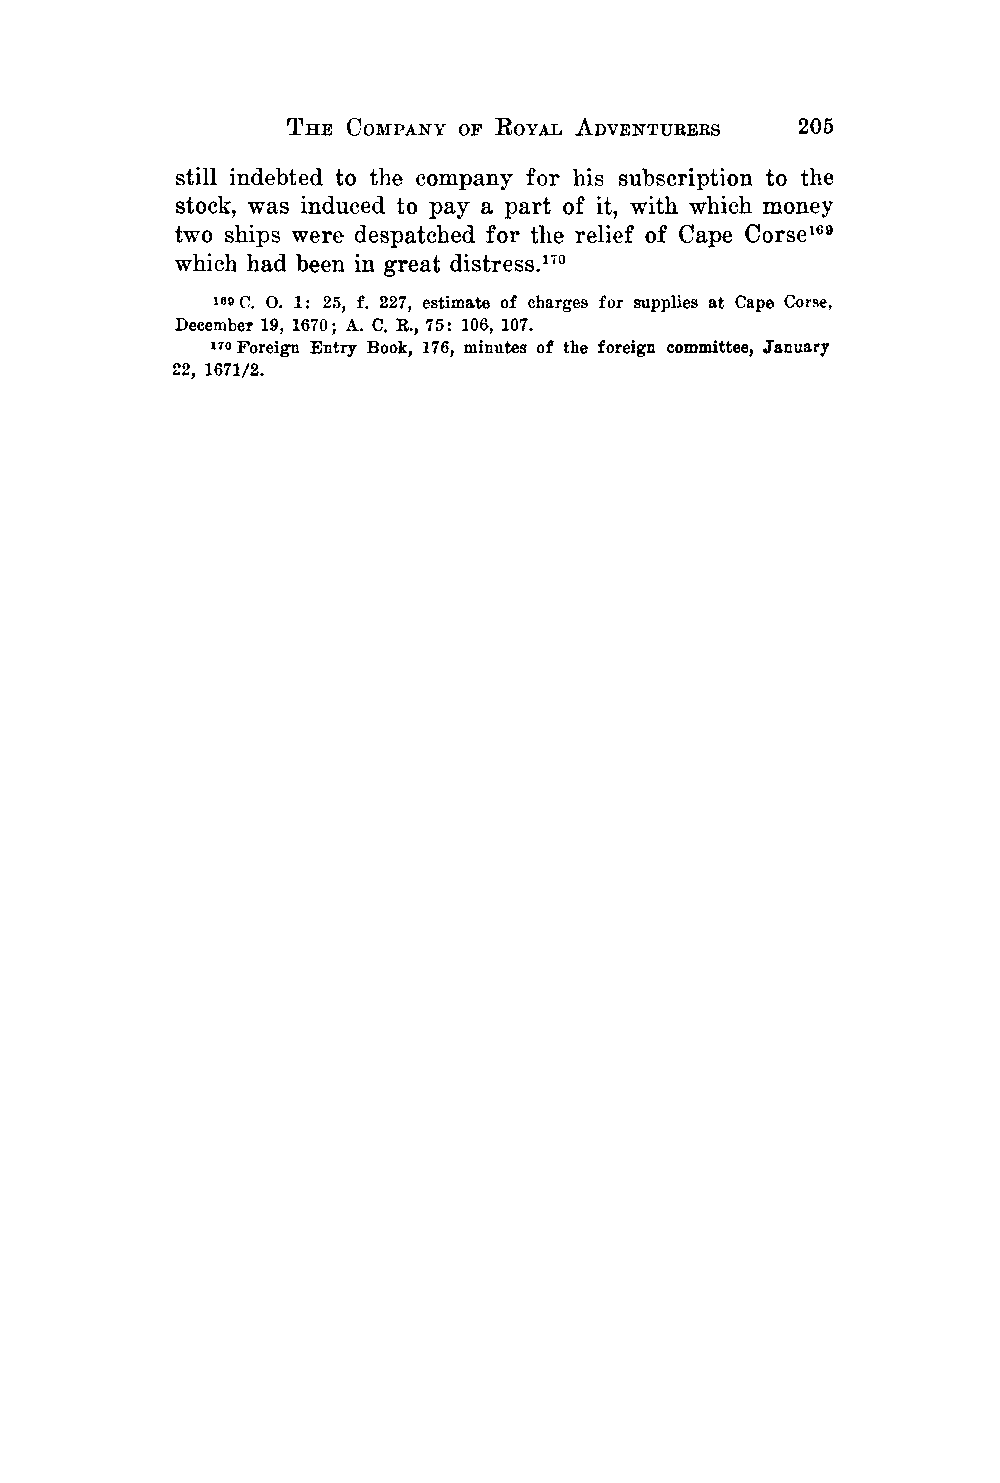 THE COMPANY OF ROYAL ADVENTURERS 205
still indebted to the company for his subscription to the
stock, was induced to pay a part of it, with which money
two ships were despatched for the relief of Cape Corse¹⁶⁹
which had been in great distress.¹⁷⁰
¹⁶⁹ C. O. 1: 25, f. 227, estimate of charges for supplies at Cape Corse,
December 19, 1670; A. C. R., 75: 106, 107.
¹⁷⁰ Foreign Entry Book, 176, minutes of the foreign committee, January
22, 1671/2.